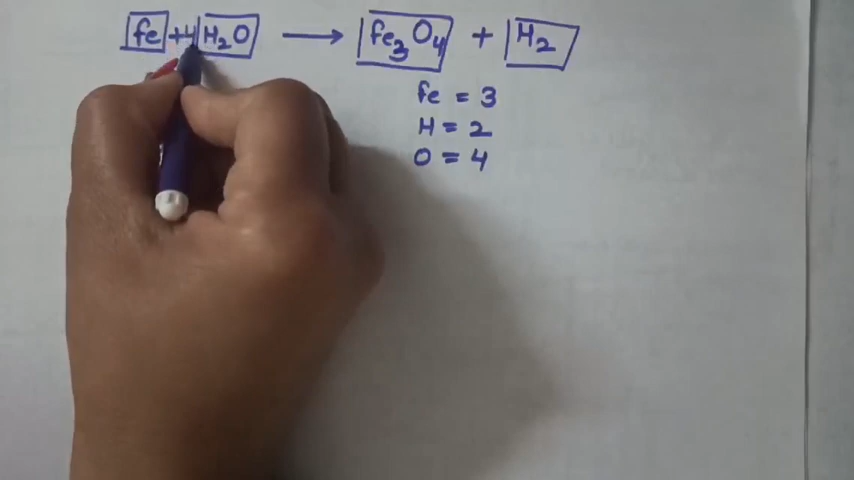 fe + 4 H₂O ⟶ fe₃O₄ + H₂
fe = 3
H = 2
O = 4